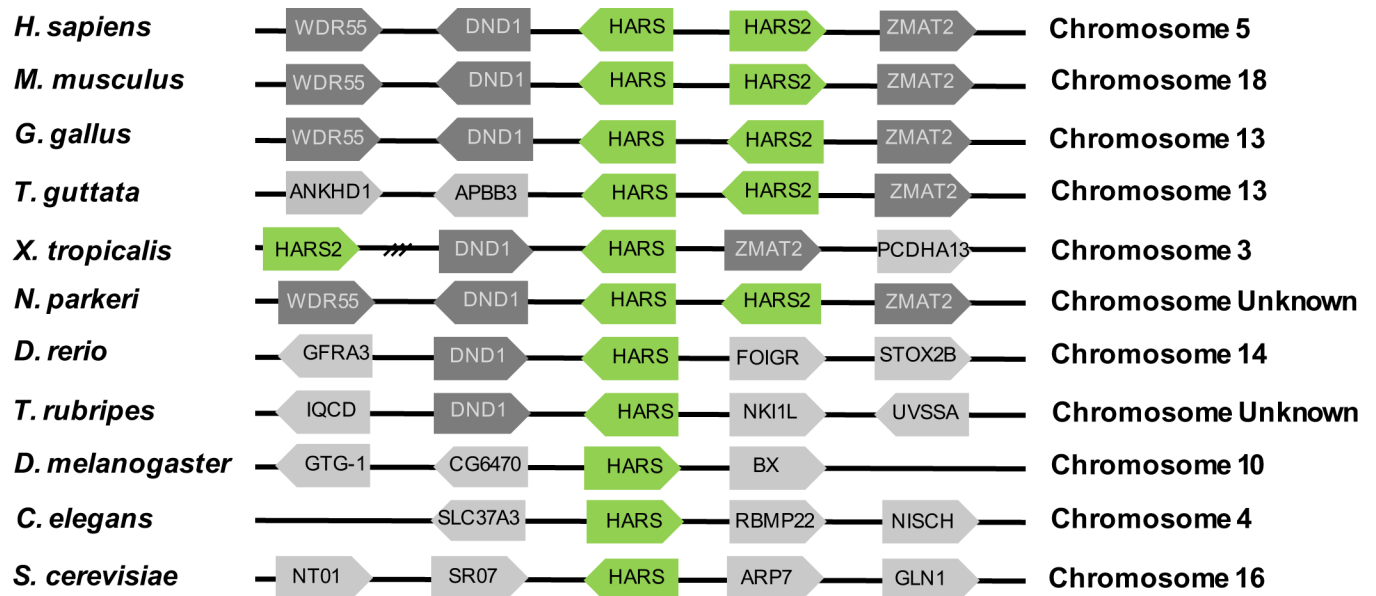 H. sapiens WDR55 DND1 HARS HARS2 ZMAT2 Chromosome 5
M. musculus WDR55 DND1 HARS HARS2 ZMAT2 Chromosome 18
G. gallus WDR55 DND1 HARS HARS2 ZMAT2 Chromosome 13
T. guttata ANKHD1 APBB3 HARS HARS2 ZMAT2 Chromosome 13
X. tropicalis HARS2 DND1 HARS ZMAT2 PCDHA13 Chromosome 3
N. parkeri WDR55 DND1 HARS HARS2 ZMAT2 Chromosome Unknown
D. rerio GFRA3 DND1 HARS FOIGR STOX2B Chromosome 14
T. rubripes IQCD DND1 HARS NKI1L UVSSA Chromosome Unknown
D. melanogaster GTG-1 CG6470 HARS BX Chromosome 10
C. elegans SLC37A3 HARS RBMP22 NISCH Chromosome 4
S. cerevisiae NT01 SR07 HARS ARP7 GLN1 Chromosome 16